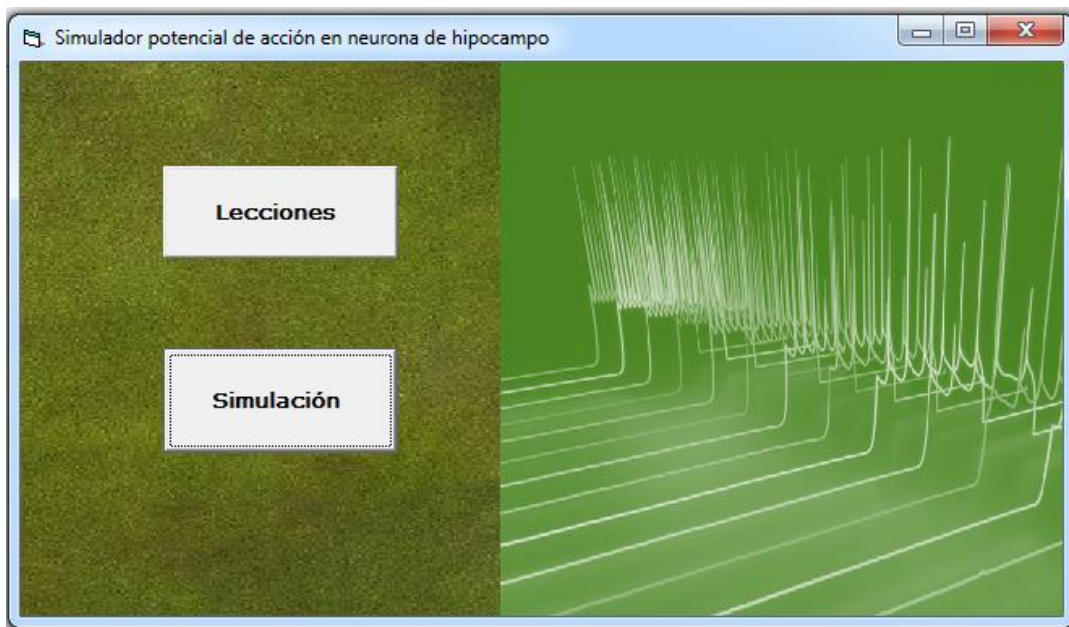 Simulador potencial de acción en neurona de hipocampo
Lecciones
Simulación